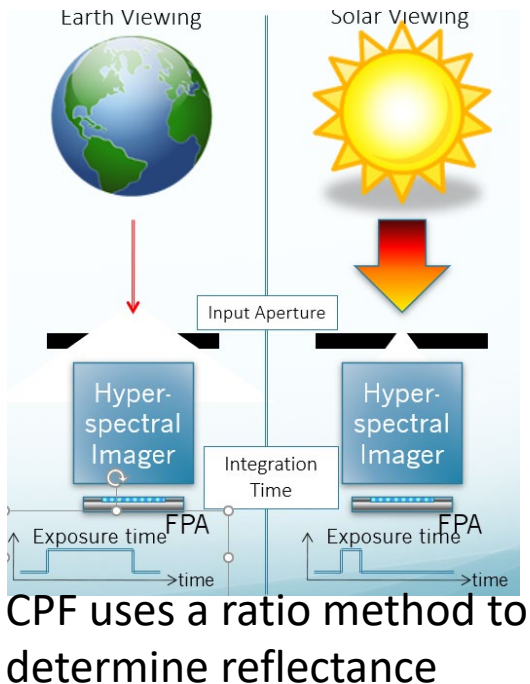 Earth Viewing
Solar Viewing
Input Aperture
Hyper-
spectral
Imager
Hyper-
spectral
Imager
Integration
Time
FPA
Exposure time
>time
FPA
Exposure time
>time
CPF uses a ratio method to
determine reflectance